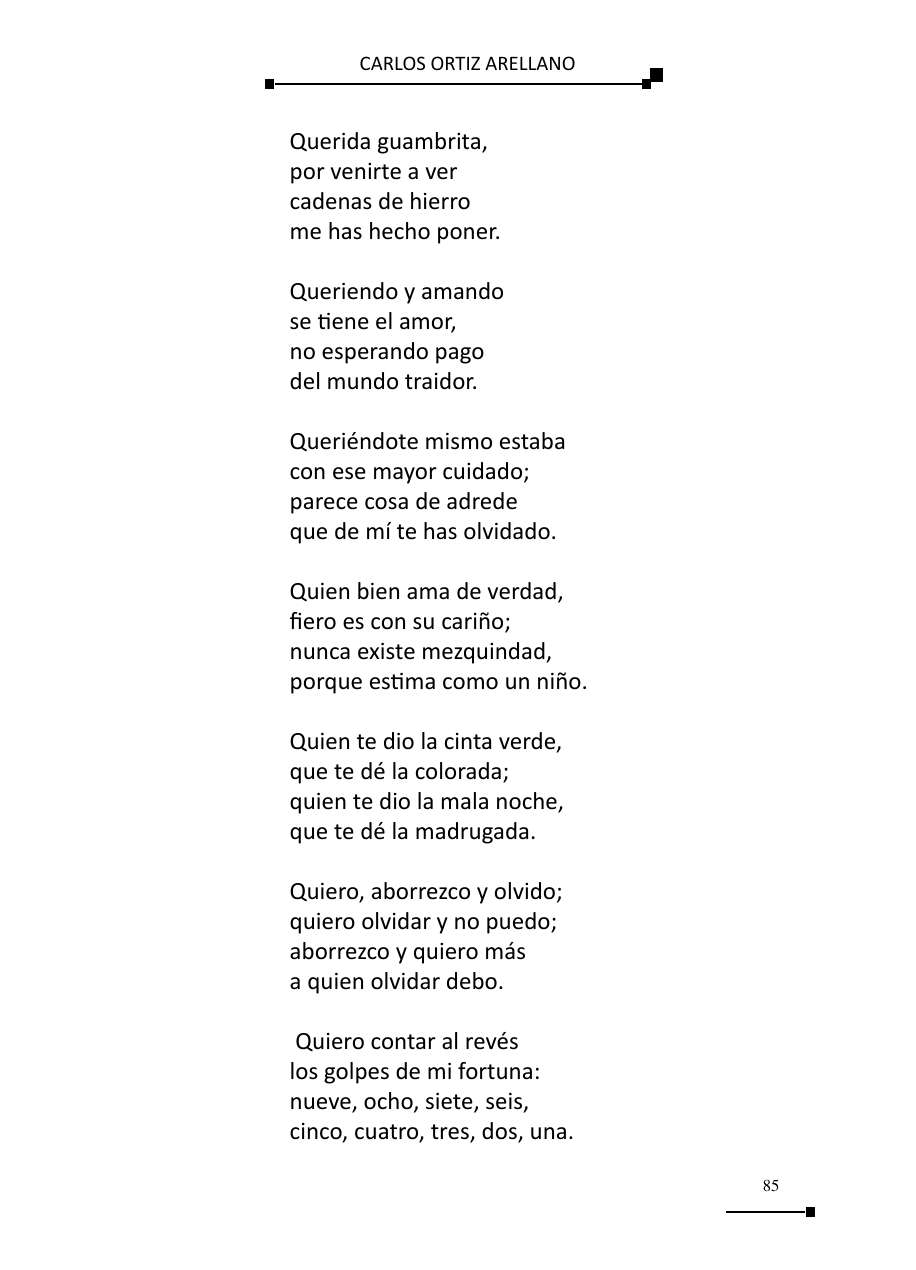 CARLOS ORTIZ ARELLANO
Querida guambrita,
por venirte a ver
cadenas de hierro
me has hecho poner.
Queriendo y amando
se tiene el amor,
no esperando pago
del mundo traidor.
Queriéndote mismo estaba
con ese mayor cuidado;
parece cosa de adrede
que de mí te has olvidado.
Quien bien ama de verdad,
fiero es con su cariño;
nunca existe mezquindad,
porque estima como un niño.
Quien te dio la cinta verde,
que te dé la colorada;
quien te dio la mala noche,
que te dé la madrugada.
Quiero, aborrezco y olvido;
quiero olvidar y no puedo;
aborrezco y quiero más
a quien olvidar debo.
Quiero contar al revés
los golpes de mi fortuna:
nueve, ocho, siete, seis,
cinco, cuatro, tres, dos, una.
85